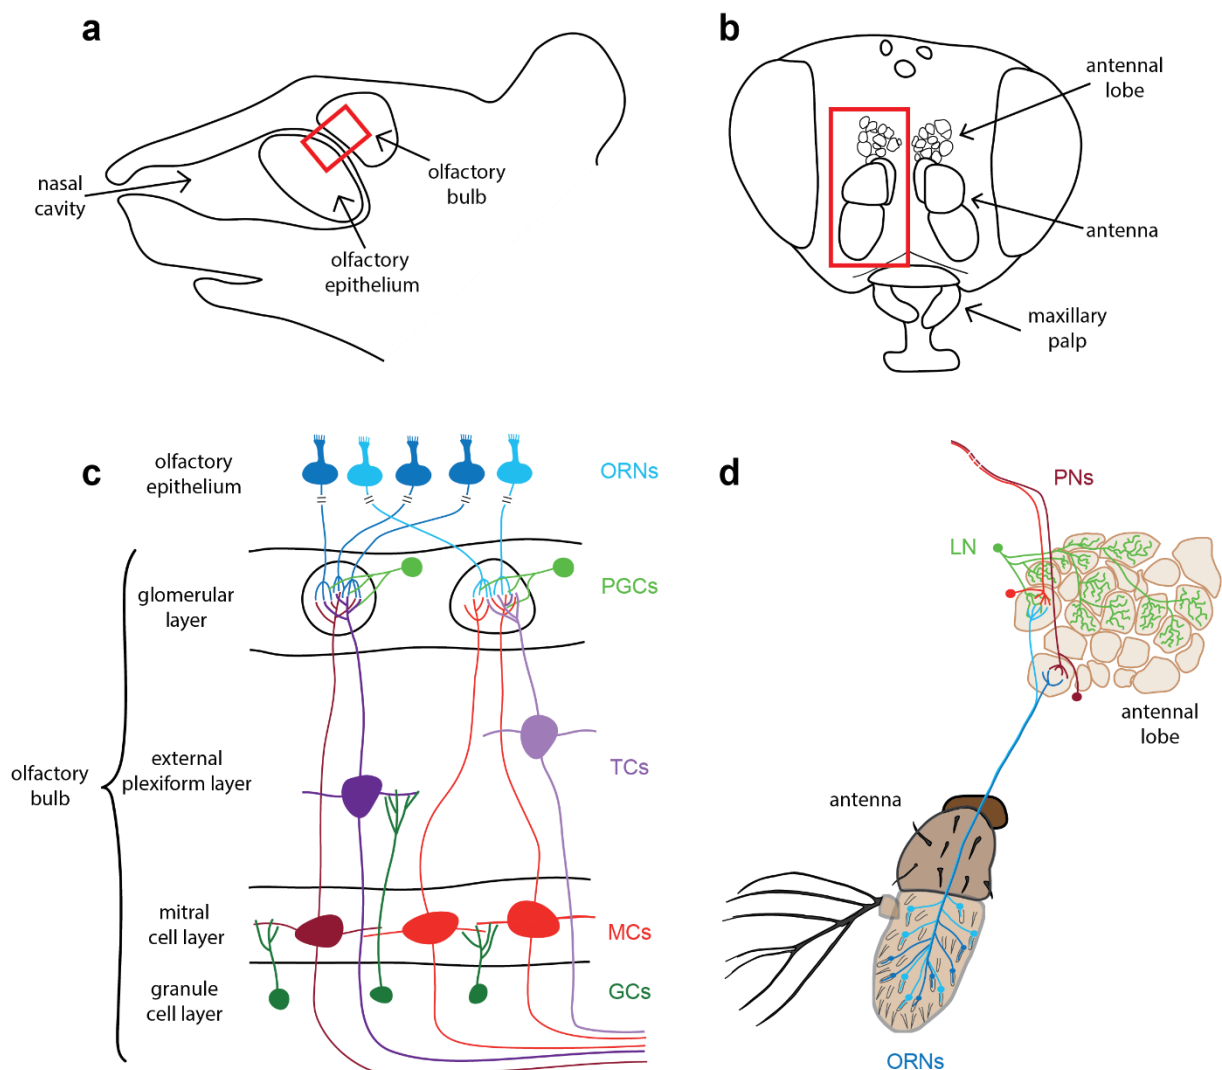 a
nasal
cavity
olfactory
bulb
olfactory
epithelium
b
antennal
lobe
antenna
maxillary
palp
c
olfactory
epithelium
ORNs
glomerular
layer
PGCs
olfactory
bulb
external
plexiform layer
TCs
mitral
cell layer
MCs
granule
cell layer
GCs
d
PNs
LN
antennal
lobe
antenna
ORNs